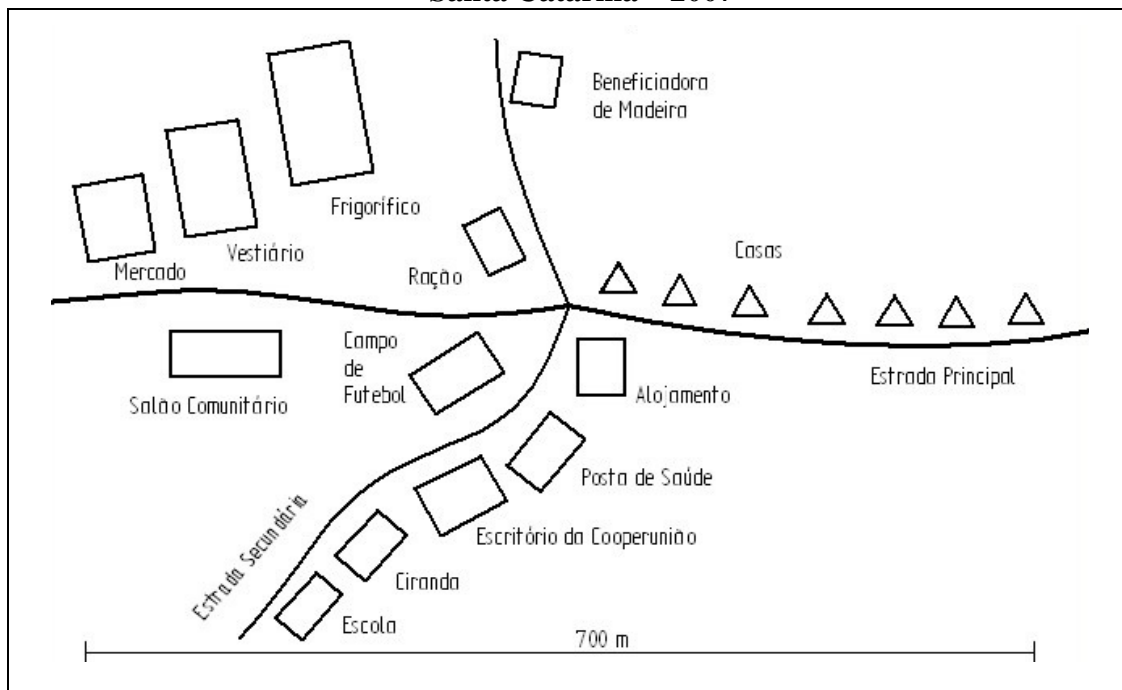 Santa Catarina – 2007
Beneficiadora
de Madeira
Frigorífico
Vestiário
Mercado
Ração
Casas
Campo
de
Futebol
Salão Comunitário
Alojamento
Estrada Principal
Posta de Saúde
Escritório da Cooperunião
Estrada Secundária
Ciranda
Escola
700 m